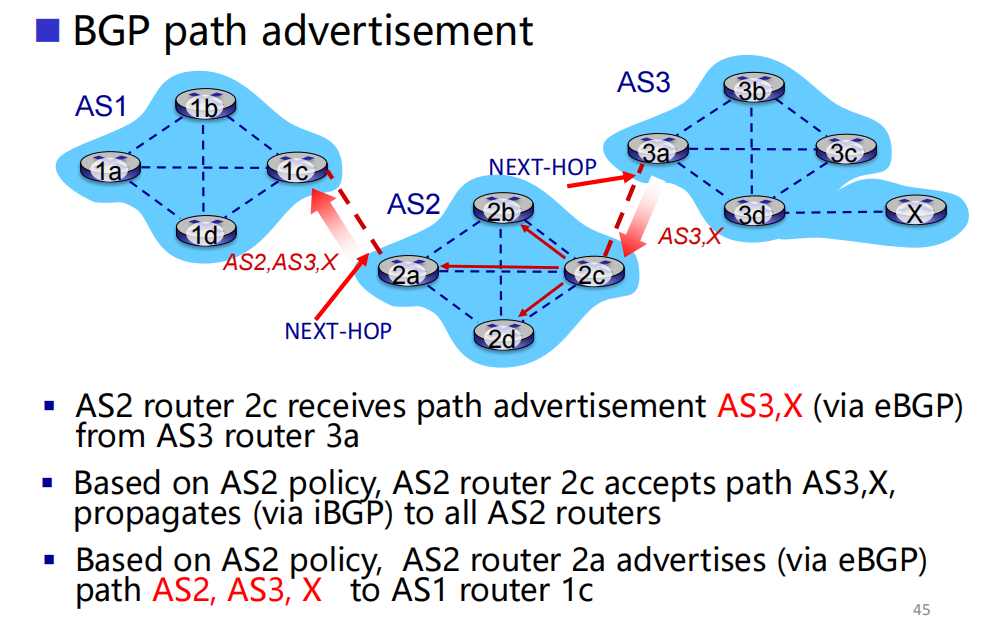 BGP path advertisement
AS1
1b
1a
1c
1d
AS2,AS3,X
NEXT-HOP
AS2
2b
2a
2c
2d
NEXT-HOP
AS3
3b
3a
3c
3d
X
AS3,X
AS2 router 2c receives path advertisement AS3,X (via eBGP)
from AS3 router 3a
Based on AS2 policy, AS2 router 2c accepts path AS3,X,
propagates (via iBGP) to all AS2 routers
Based on AS2 policy, AS2 router 2a advertises (via eBGP)
path AS2, AS3, X to AS1 router 1c
45